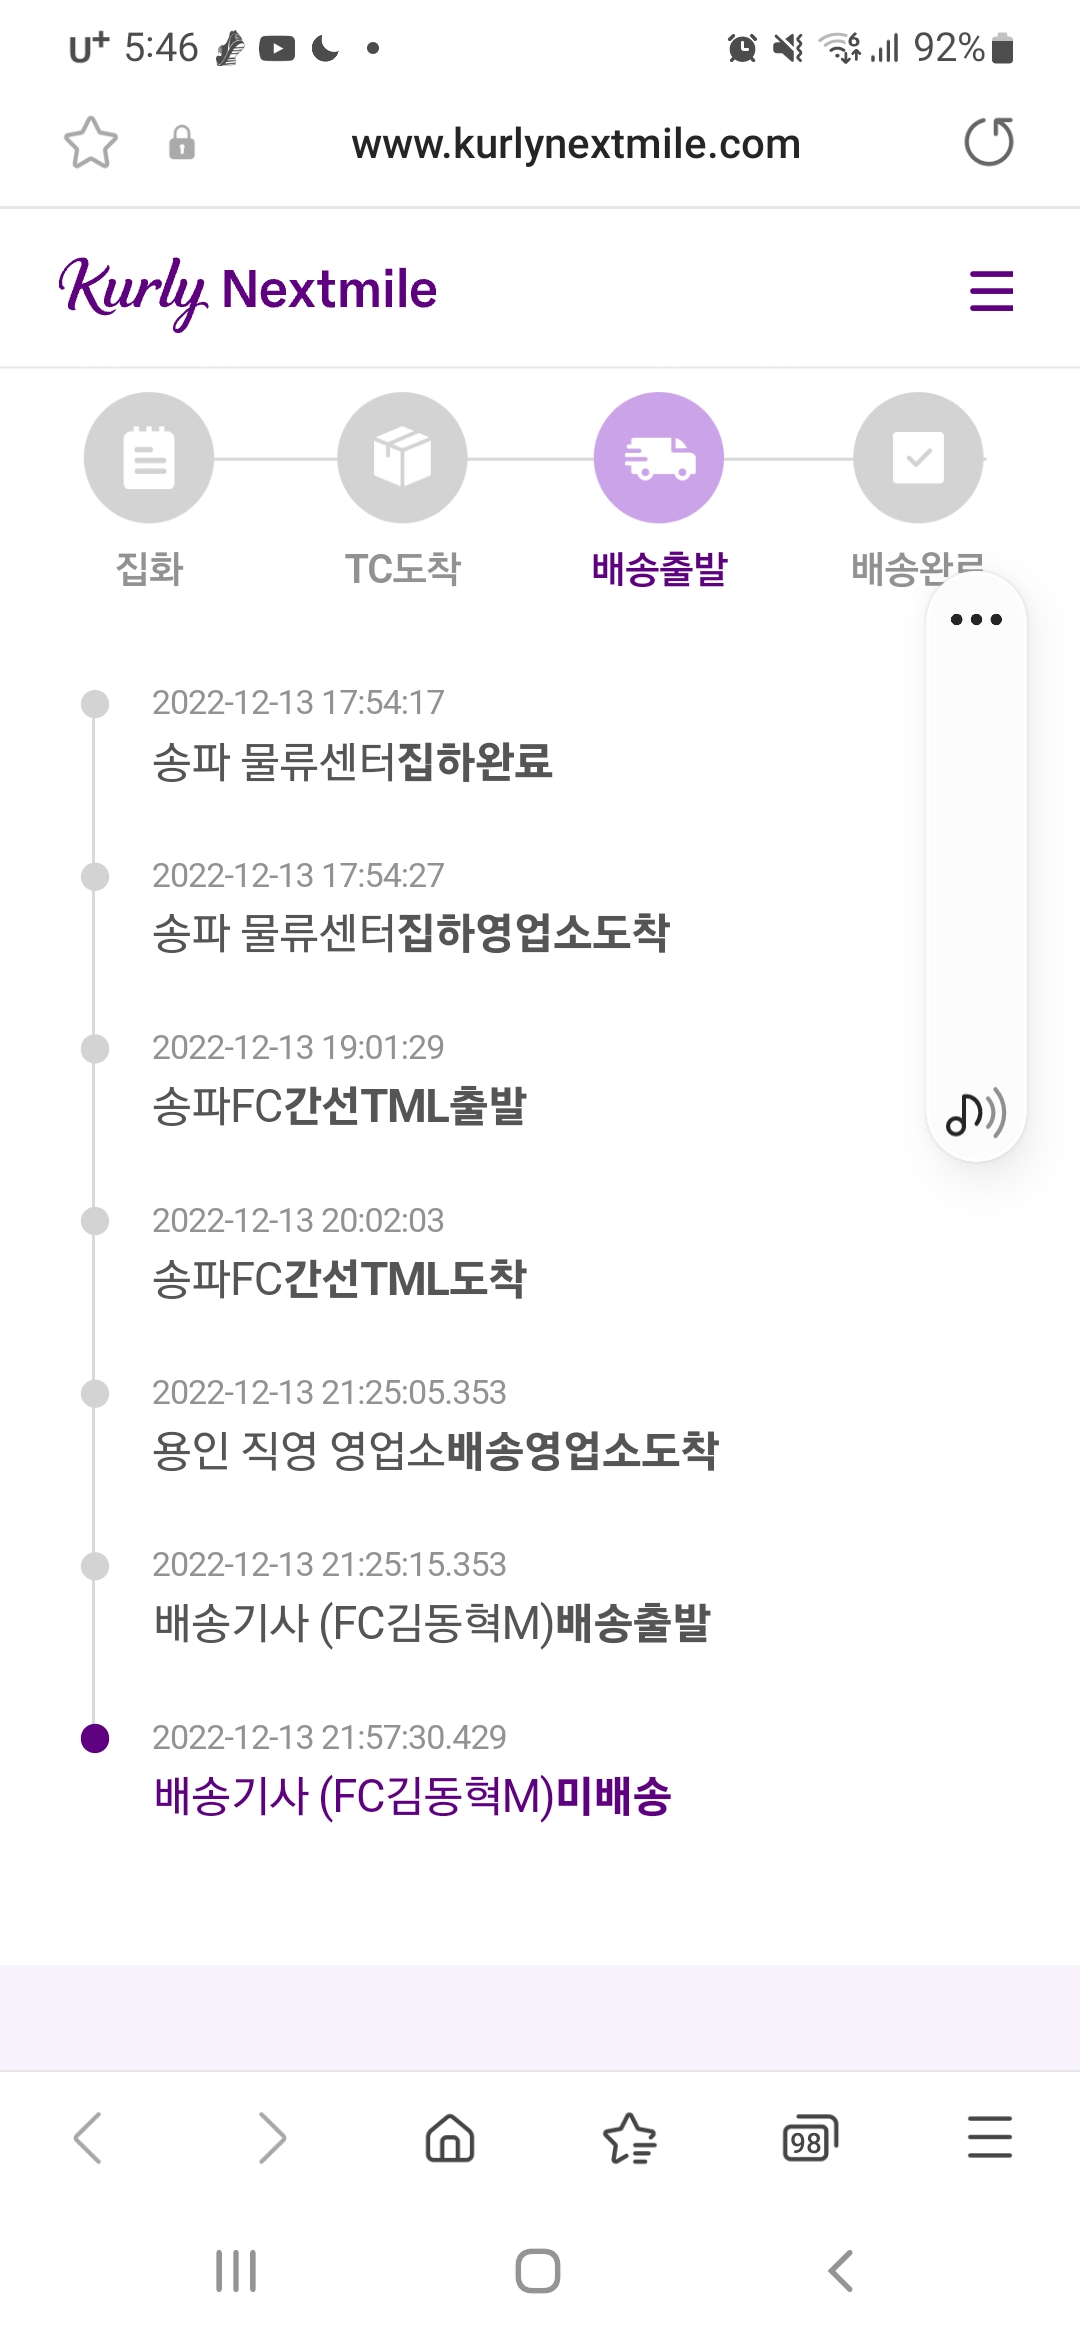 U+ 5:46 92%
www.kurlynextmile.com
Kurly Nextmile
집화 TC도착 배송출발 배송완료
2022-12-13 17:54:17
송파 물류센터집하완료
2022-12-13 17:54:27
송파 물류센터집하영업소도착
2022-12-13 19:01:29
송파FC간선TML출발
2022-12-13 20:02:03
송파FC간선TML도착
2022-12-13 21:25:05.353
용인 직영 영업소배송영업소도착
2022-12-13 21:25:15.353
배송기사 (FC김동혁M)배송출발
2022-12-13 21:57:30.429
배송기사 (FC김동혁M)미배송
98